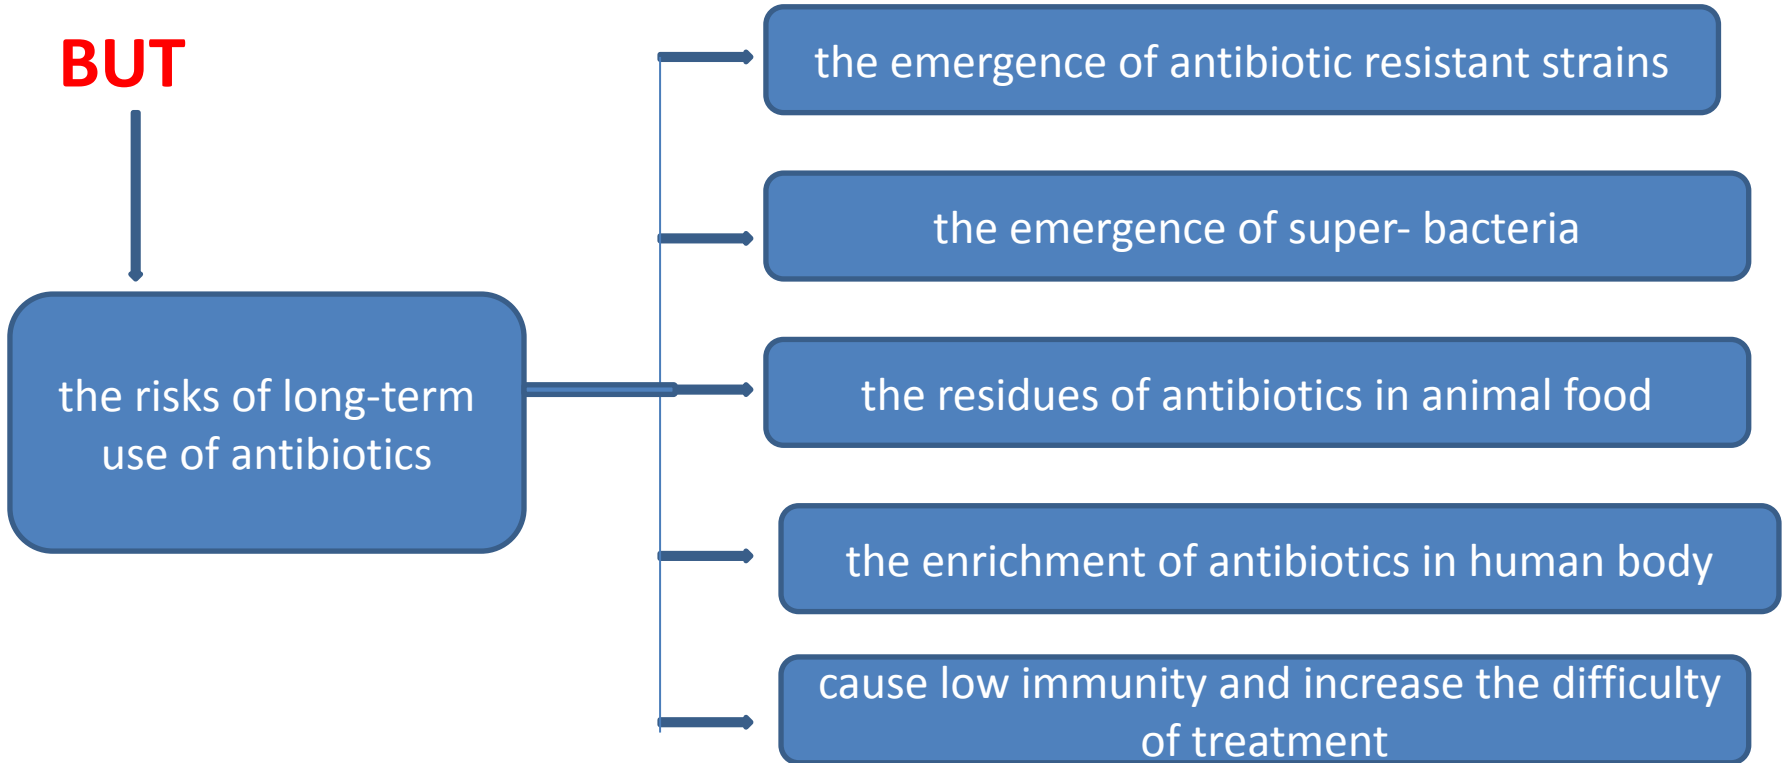 BUT
the risks of long-term
use of antibiotics
the emergence of antibiotic resistant strains
the emergence of super- bacteria
the residues of antibiotics in animal food
the enrichment of antibiotics in human body
cause low immunity and increase the difficulty
of treatment